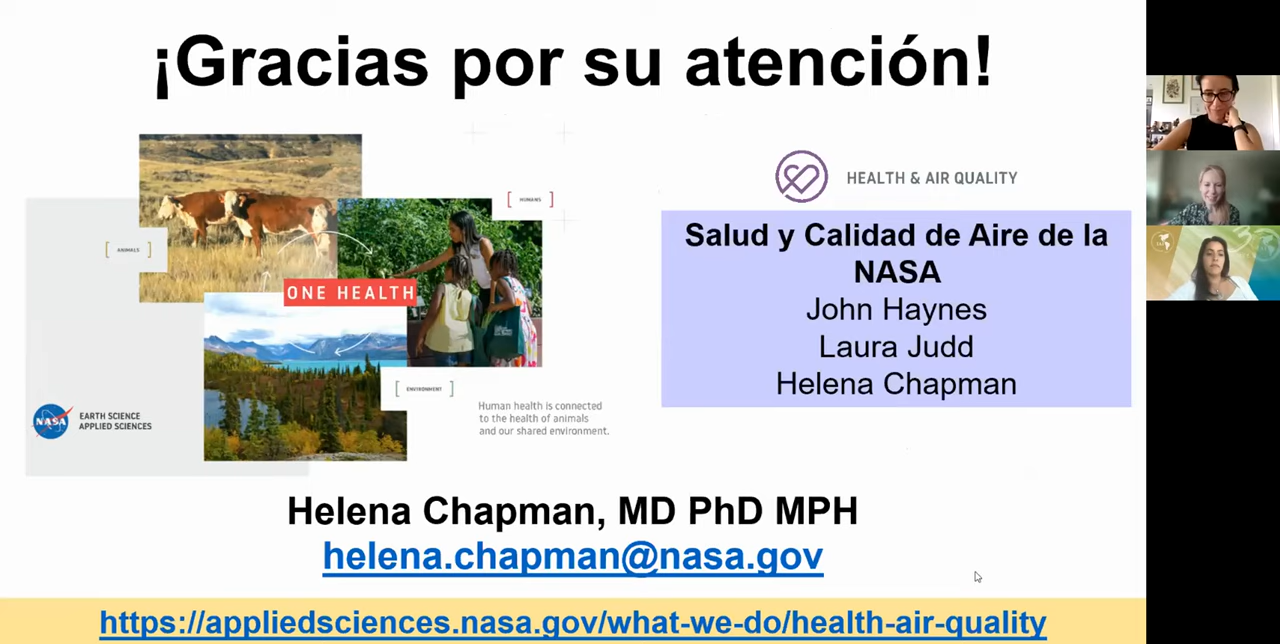 ¡Gracias por su atención!
[ HUMANS ]
HEALTH & AIR QUALITY
[ ANIMALS ]
Salud y Calidad de Aire de la
NASA
John Haynes
Laura Judd
Helena Chapman
ONE HEALTH
[ ENVIRONMENT ]
Human health is connected
to the health of animals
and our shared environment.
NASA
EARTH SCIENCE
APPLIED SCIENCES
Helena Chapman, MD PhD MPH
helena.chapman@nasa.gov
https://appliedsciences.nasa.gov/what-we-do/health-air-quality